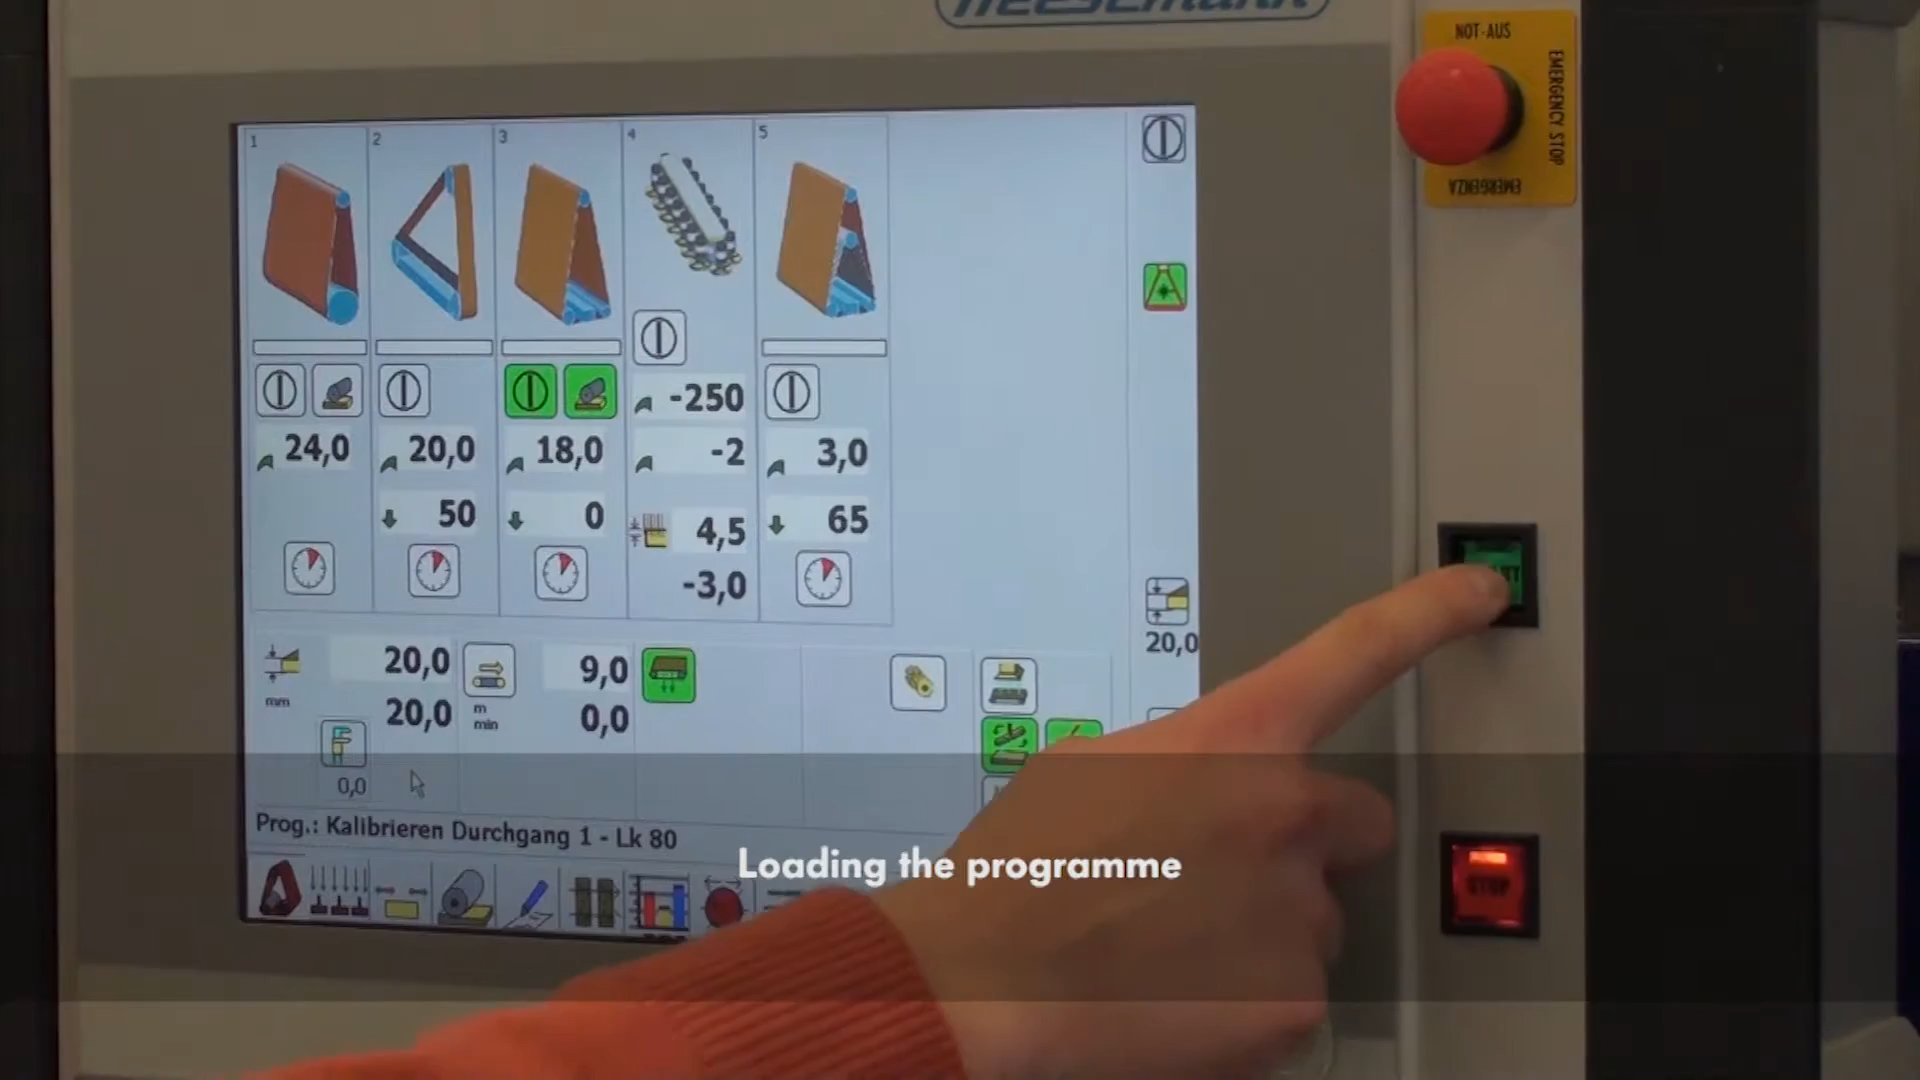 NOT-AUS
EMERGENCY STOP
EMERGENZA
1
2
3
4
5
24,0
20,0
18,0
-250
3,0
-2
50
0
4,5
65
-3,0
20,0
20,0
mm
20,0
9,0
m
min
0,0
0,0
Prog.: Kalibrieren Durchgang 1 - Lk 80
Loading the programme
STOP